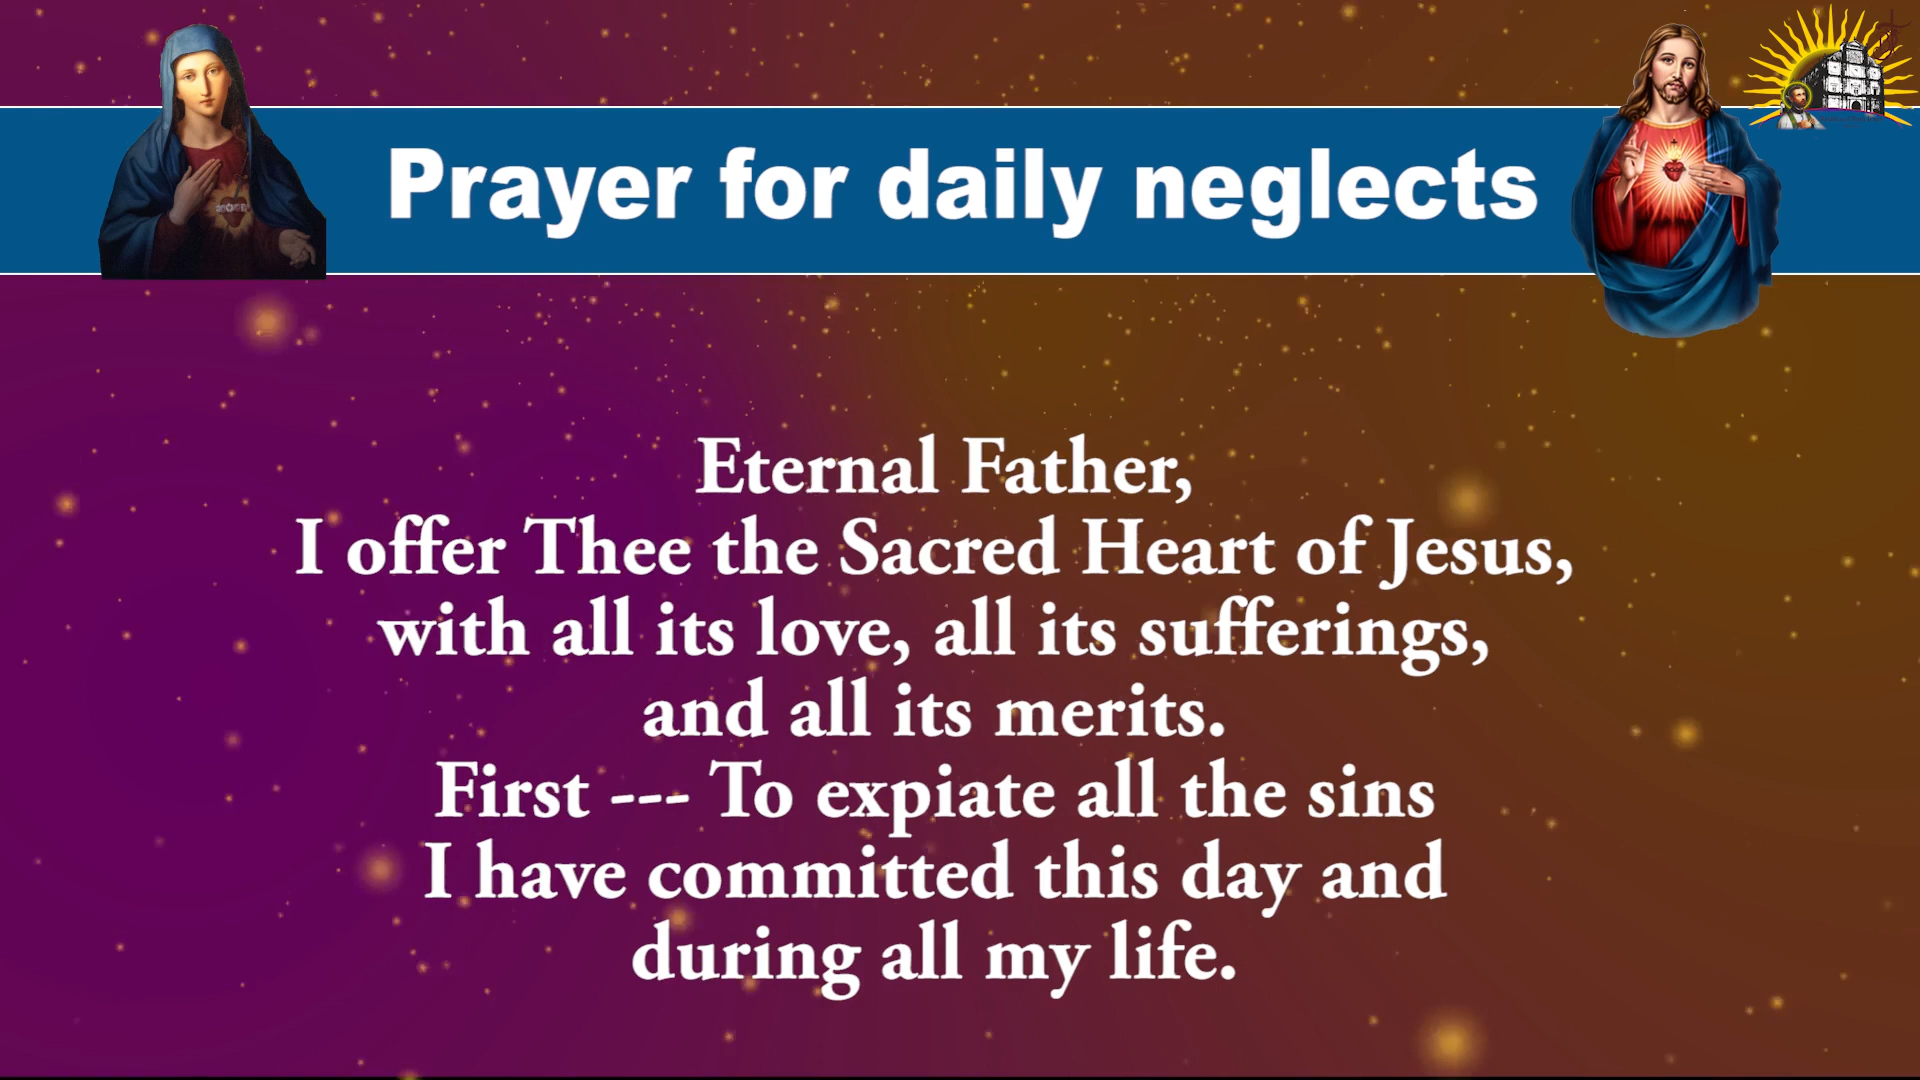 Prayer for daily neglects
Eternal Father,
I offer Thee the Sacred Heart of Jesus,
with all its love, all its sufferings,
and all its merits.
First --- To expiate all the sins
I have committed this day and
during all my life.